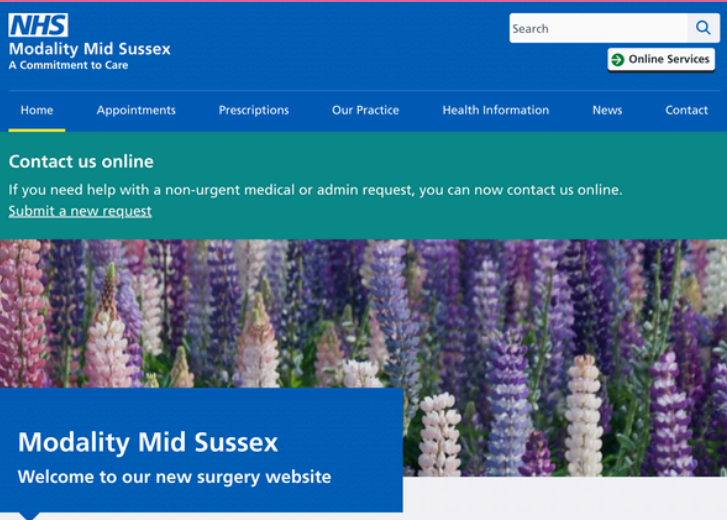 NHS
Modality Mid Sussex
A Commitment to Care
Search
Online Services
Home Appointments Prescriptions Our Practice Health Information News Contact
Contact us online
If you need help with a non-urgent medical or admin request, you can now contact us online.
Submit a new request
Modality Mid Sussex
Welcome to our new surgery website